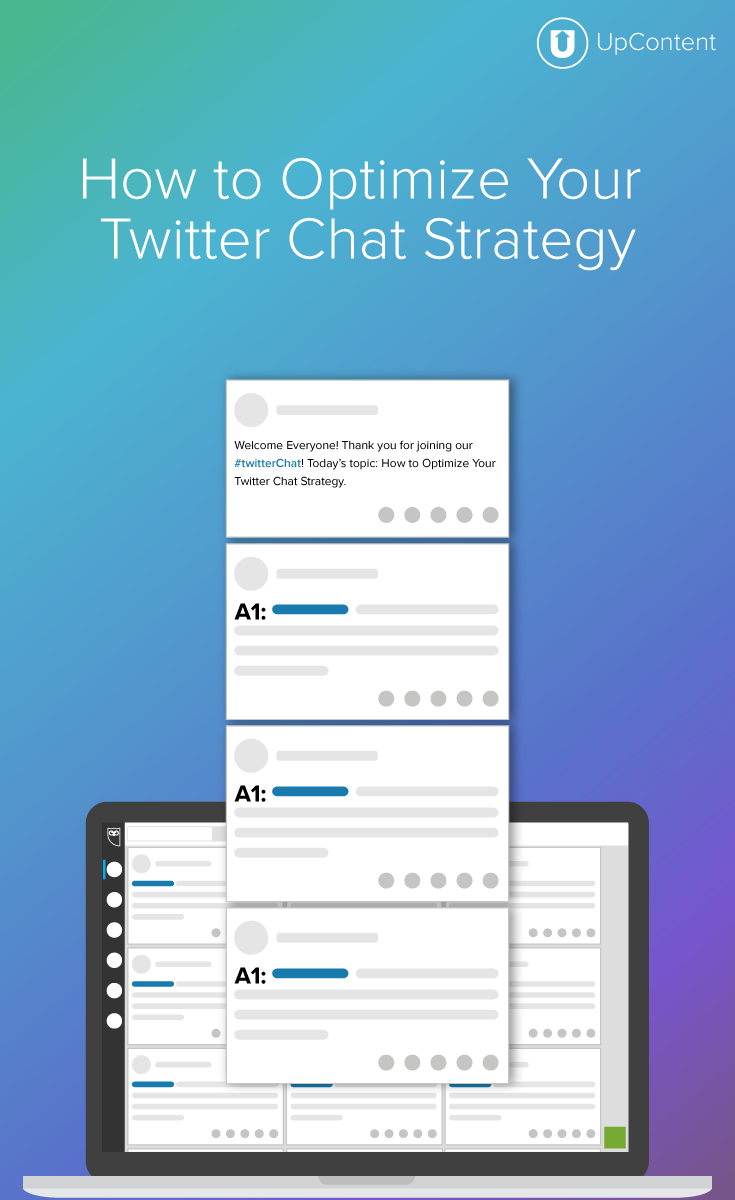 UpContent
How to Optimize Your
Twitter Chat Strategy
Welcome Everyone! Thank you for joining our
#twitterChat! Today’s topic: How to Optimize Your
Twitter Chat Strategy.
A1:
A1:
A1: